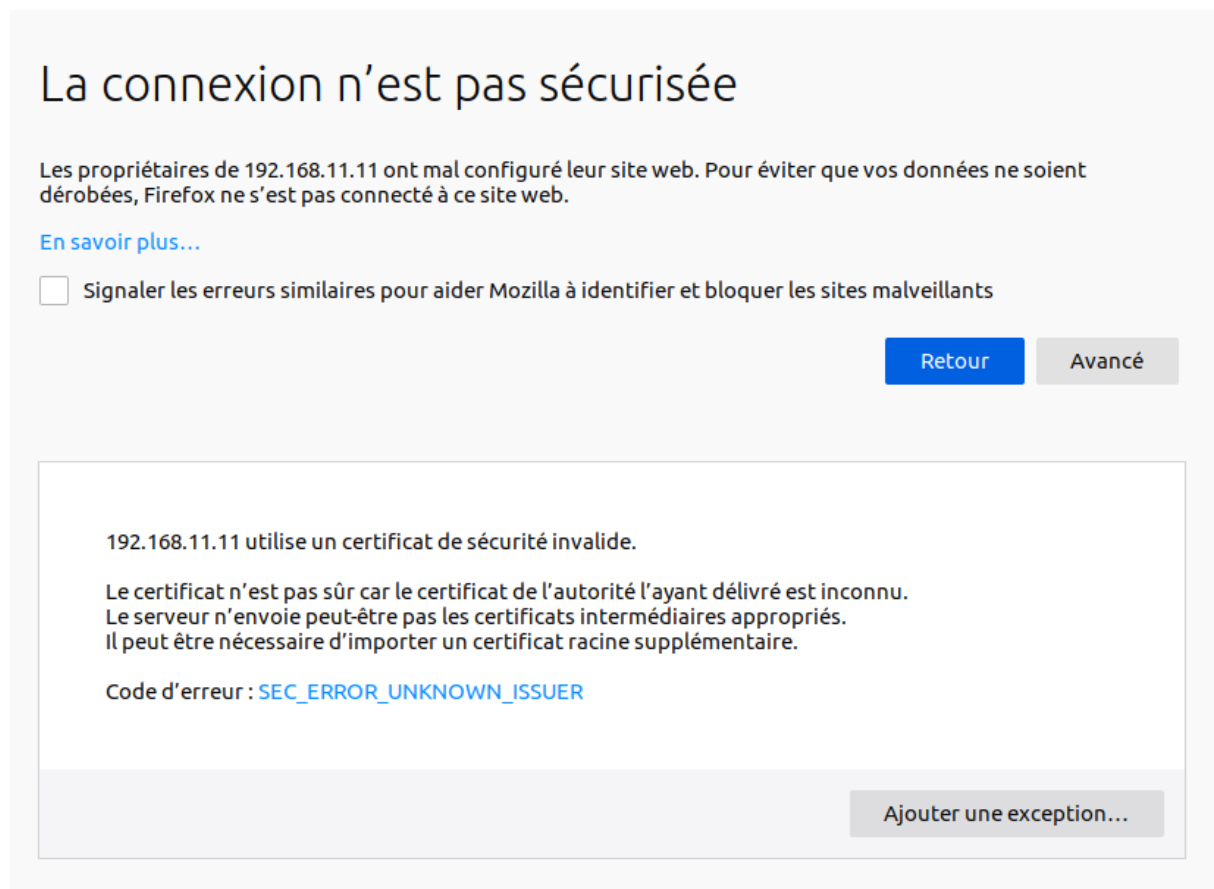 La connexion n’est pas sécurisée
Les propriétaires de 192.168.11.11 ont mal configuré leur site web. Pour éviter que vos données ne soient
dérobées, Firefox ne s’est pas connecté à ce site web.
En savoir plus…
Signaler les erreurs similaires pour aider Mozilla à identifier et bloquer les sites malveillants
Retour
Avancé
192.168.11.11 utilise un certificat de sécurité invalide.
Le certificat n’est pas sûr car le certificat de l’autorité l’ayant délivré est inconnu.
Le serveur n’envoie peut-être pas les certificats intermédiaires appropriés.
Il peut être nécessaire d’importer un certificat racine supplémentaire.
Code d’erreur : SEC_ERROR_UNKNOWN_ISSUER
Ajouter une exception…